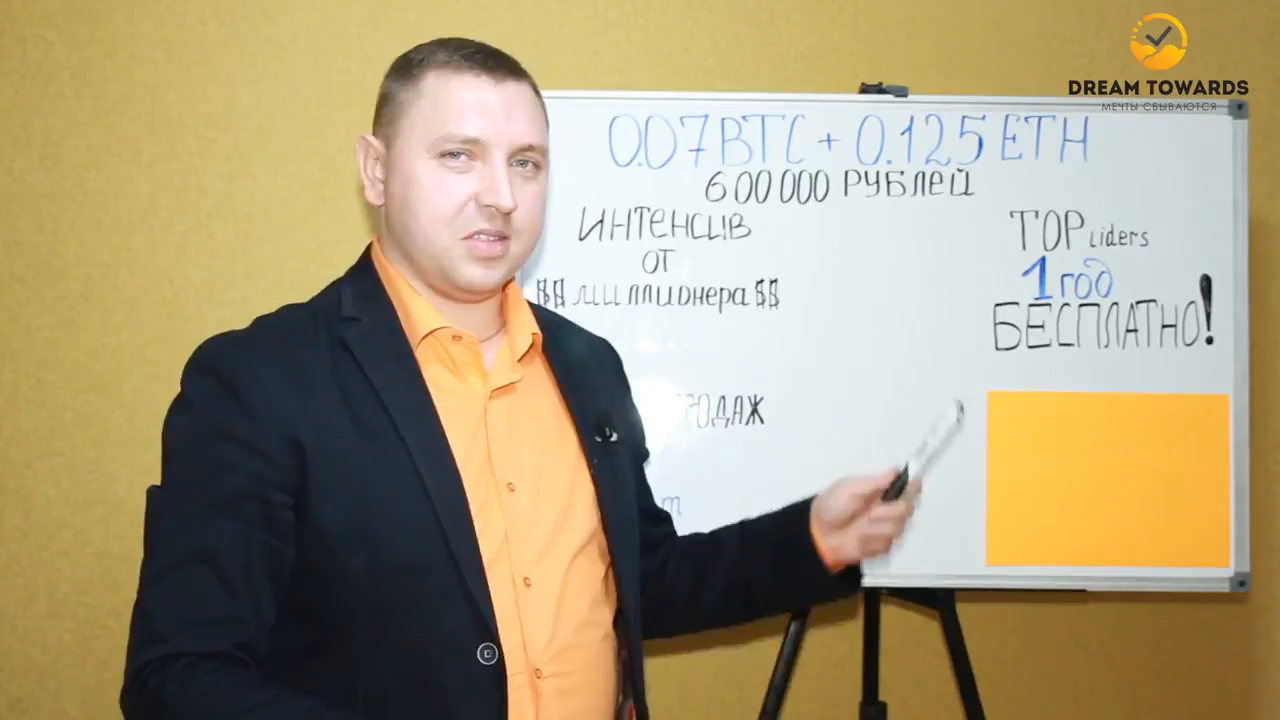 DREAM TOWARDS
МЕЧТЫ СБЫВАЮТСЯ
0.07 BTC + 0.125 ETH
600 000 РУБЛЕЙ
ИНТЕНСИВ
ОТ
$$ миллионера $$
TOP Liders
1 год
БЕСПЛАТНО!